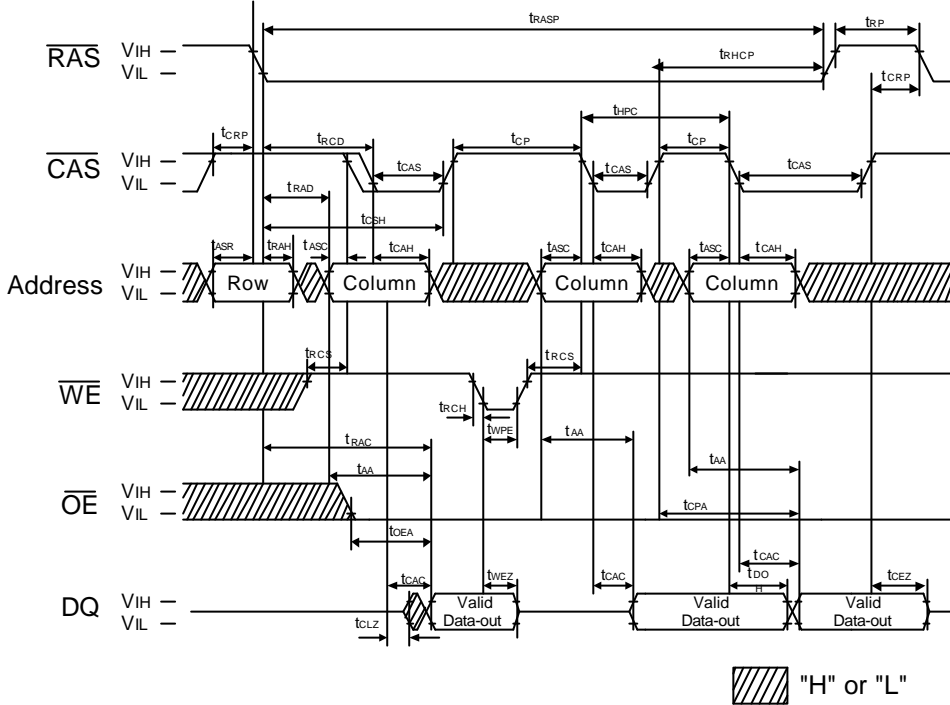 tRASP tRP
RAS VIH
VIL
tRHCP
tCRP
tHPC
tCRP tRCD tCP tCP
CAS VIH
VIL
tCAS tCAS tCAS
tRAD
tCSH
tASR tRAH tASC tCAH tASC tCAH tASC tCAH
Address VIH
VIL
Row Column Column Column
tRCS tRCS
WE VIH
VIL
tRCH
tWPE
tRAC tAA
tAA tAA
OE VIH
VIL
tCPA
tOEA
tCAC tWEZ tCAC tCAC
tDOH
tCEZ
DQ VIH
VIL
Valid Data-out
Valid Data-out
Valid Data-out
tCLZ
"H" or "L"